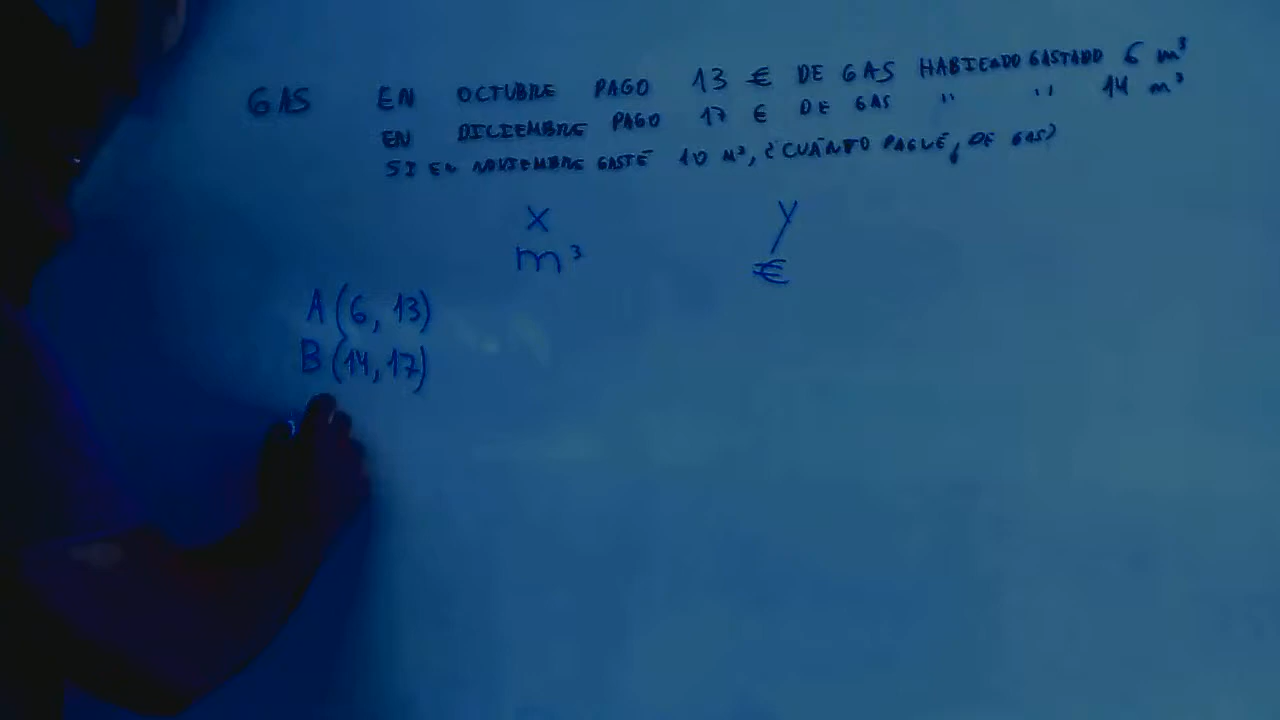 GAS EN OCTUBRE PAGO 13 € DE GAS HABIENDO GASTADO 6 m³
EN DICIEMBRE PAGO 17 € DE GAS " " 14 m³
SI EN NOVIEMBRE GASTÉ 10 M³, ¿CUÁNTO PAGUÉ, DE GAS?
x y
m³ €
A(6, 13)
B(14, 17)